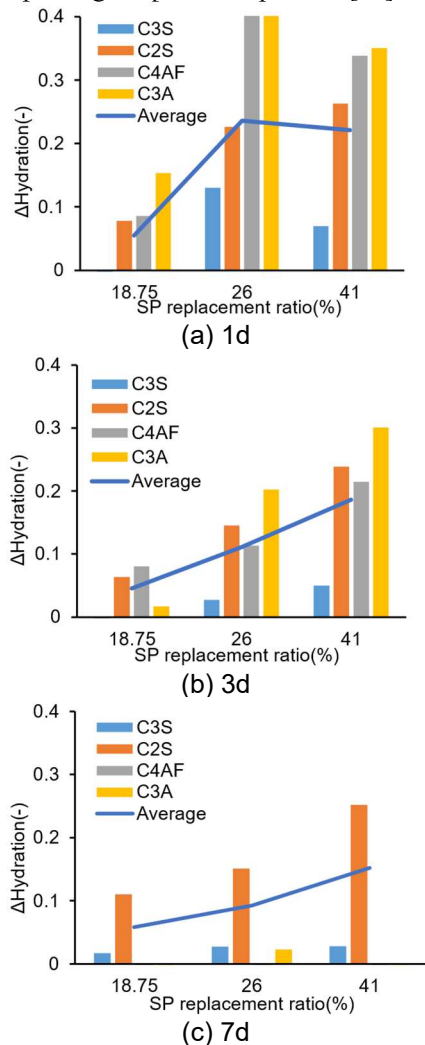 0.4
0.3
0.2
0.1
0
ΔHydration(-)
C3S
C2S
C4AF
C3A
Average
18.75 26 41
SP replacement ratio(%)
(a) 1d
0.4
0.3
0.2
0.1
0
ΔHydration(-)
C3S
C2S
C4AF
C3A
Average
18.75 26 41
SP replacement ratio(%)
(b) 3d
0.4
0.3
0.2
0.1
0
ΔHydration(-)
C3S
C2S
C4AF
C3A
Average
18.75 26 41
SP replacement ratio(%)
(c) 7d